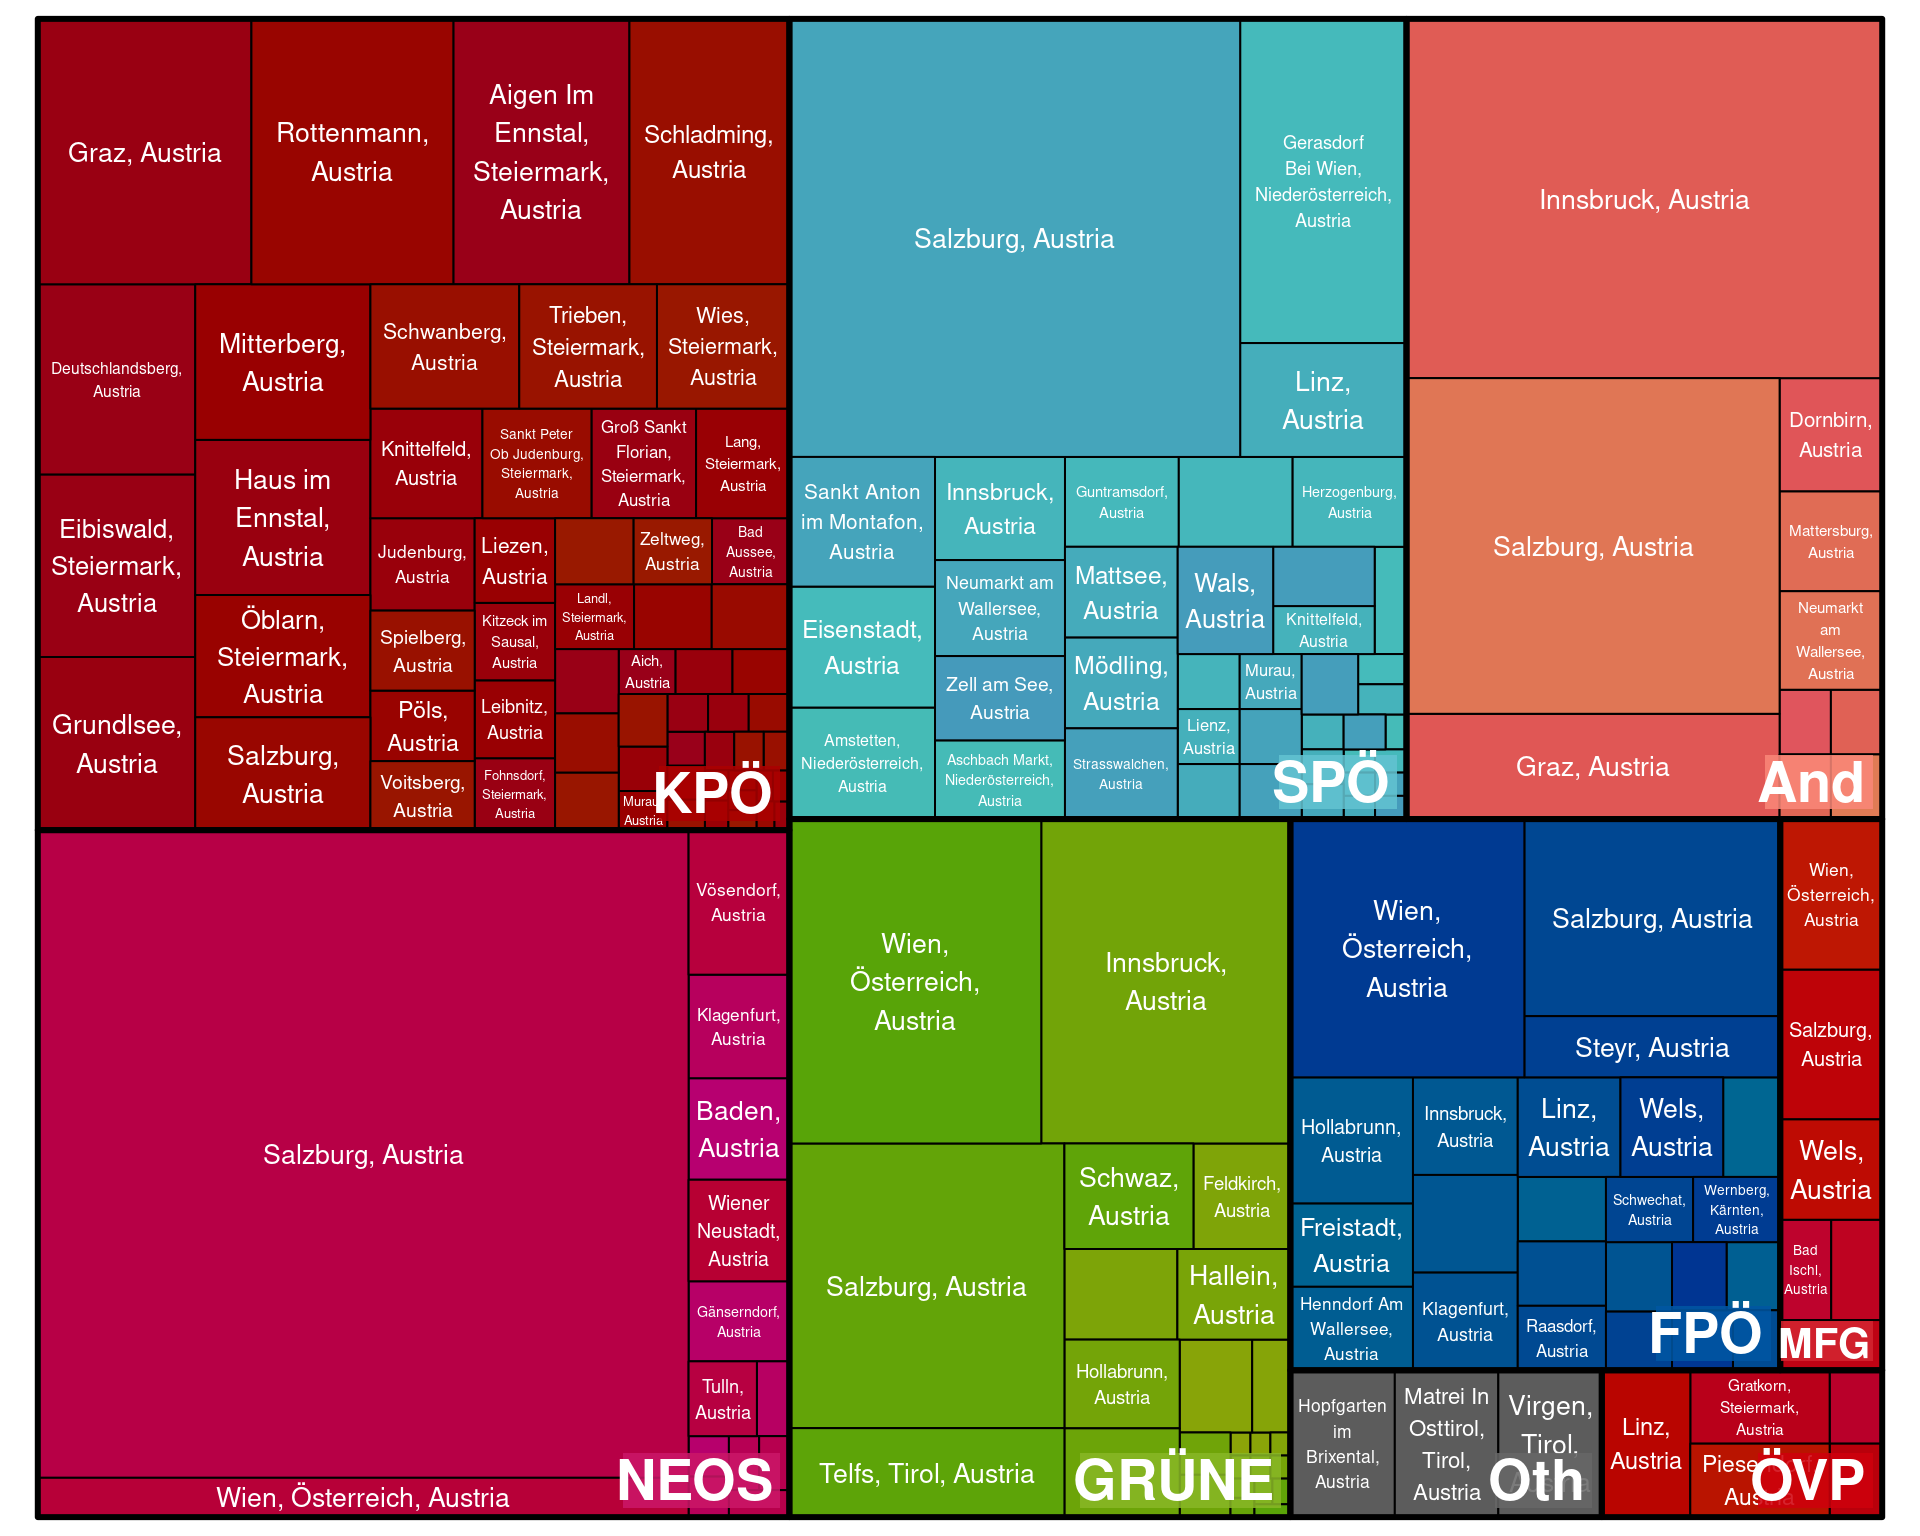 Graz, Austria
Rottenmann,
Austria
Aigen Im
Ennstal,
Steiermark,
Austria
Schladming,
Austria
Deutschlandsberg,
Austria
Mitterberg,
Austria
Schwanberg,
Austria
Trieben,
Steiermark,
Austria
Wies,
Steiermark,
Austria
Knittelfeld,
Austria
Sankt Peter
Ob Judenburg,
Steiermark,
Austria
Groß Sankt
Florian,
Steiermark,
Austria
Lang,
Steiermark,
Austria
Eibiswald,
Steiermark,
Austria
Haus im
Ennstal,
Austria
Judenburg,
Austria
Liezen,
Austria
Zeltweg,
Austria
Bad
Aussee,
Austria
Landl,
Steiermark,
Austria
Öblarn,
Steiermark,
Austria
Spielberg,
Austria
Kitzeck im
Sausal,
Austria
Aich,
Austria
Grundlsee,
Austria
Salzburg,
Austria
Pöls,
Austria
Leibnitz,
Austria
Voitsberg,
Austria
Fohnsdorf,
Steiermark,
Austria
Murau,
Austria
KPÖ
Salzburg, Austria
Gerasdorf
Bei Wien,
Niederösterreich,
Austria
Linz,
Austria
Sankt Anton
im Montafon,
Austria
Innsbruck,
Austria
Guntramsdorf,
Austria
Herzogenburg,
Austria
Neumarkt am
Wallersee,
Austria
Mattsee,
Austria
Wals,
Austria
Knittelfeld,
Austria
Eisenstadt,
Austria
Zell am See,
Austria
Mödling,
Austria
Murau,
Austria
Lienz,
Austria
Amstetten,
Niederösterreich,
Austria
Aschbach Markt,
Niederösterreich,
Austria
Strasswalchen,
Austria
SPÖ
Innsbruck, Austria
Salzburg, Austria
Dornbirn,
Austria
Mattersburg,
Austria
Neumarkt
am
Wallersee,
Austria
Graz, Austria
And
Salzburg, Austria
Vösendorf,
Austria
Klagenfurt,
Austria
Baden,
Austria
Wiener
Neustadt,
Austria
Gänserndorf,
Austria
Tulln,
Austria
Wien, Österreich, Austria
NEOS
Wien,
Österreich,
Austria
Innsbruck,
Austria
Salzburg, Austria
Schwaz,
Austria
Feldkirch,
Austria
Hallein,
Austria
Hollabrunn,
Austria
Telfs, Tirol, Austria
GRÜNE
Wien,
Österreich,
Austria
Salzburg, Austria
Steyr, Austria
Hollabrunn,
Austria
Innsbruck,
Austria
Linz,
Austria
Wels,
Austria
Schwechat,
Austria
Wernberg,
Kärnten,
Austria
Freistadt,
Austria
Henndorf Am
Wallersee,
Austria
Klagenfurt,
Austria
Raasdorf,
Austria
FPÖ
Wien,
Österreich,
Austria
Salzburg,
Austria
Wels,
Austria
Bad
Ischl,
Austria
MFG
Hopfgarten
im
Brixental,
Austria
Matrei In
Osttirol,
Tirol,
Austria
Virgen,
Tirol,
Austria
Oth
Linz,
Austria
Gratkorn,
Steiermark,
Austria
ÖVP